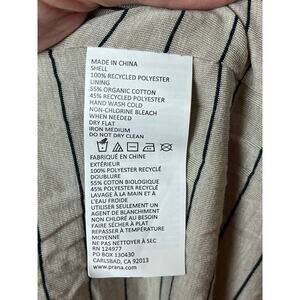 MADE IN CHINA
SHELL
100% RECYCLED POLYESTER
LINING
55% ORGANIC COTTON
45% RECYCLED POLYESTER
HAND WASH COLD
NON-CHLORINE BLEACH
WHEN NEEDED
DRY FLAT
IRON MEDIUM
DO NOT DRY CLEAN
FABRIQUÉ EN CHINE
EXTÉRIEUR
100% POLYESTER RECYCLÉ
DOUBLURE
55% COTON BIOLOGIQUE
45% POLYESTER RECYCLÉ
LAVAGE À LA MAIN ET À
L'EAU FROIDE
UTILISER SEULEMENT UN
AGENT DE BLANCHIMENT
NON CHLORÉ AU BESOIN
FAIRE SÉCHER À PLAT
REPASSER À TEMPÉRATURE
MOYENNE
NE PAS NETTOYER À SEC
RN 124977
PO BOX 130430
CARLSBAD, CA 92013
www.prana.com